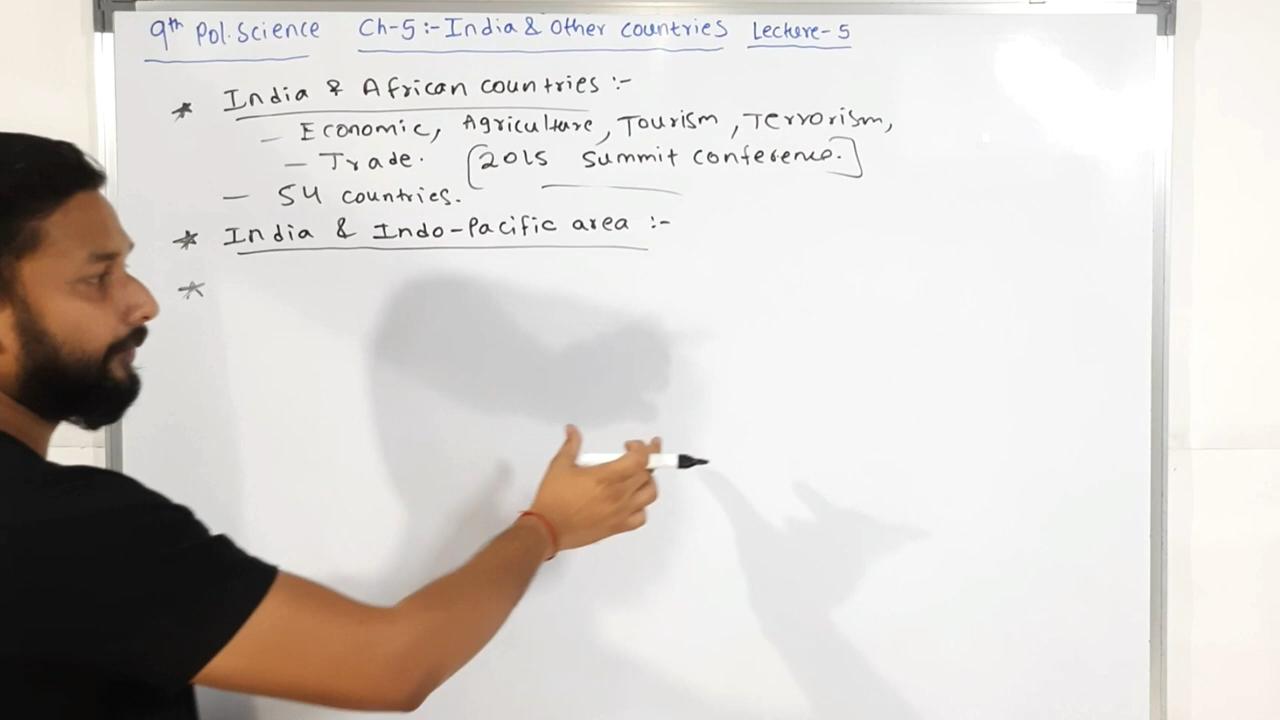 9th Pol. Science Ch-5:- India & Other countries Lecture-5
* India & African countries :-
- Economic, Agriculture, Tourism, Terrorism,
- Trade. [2015 summit conference.]
- 54 countries.
* India & Indo-Pacific area :-
*